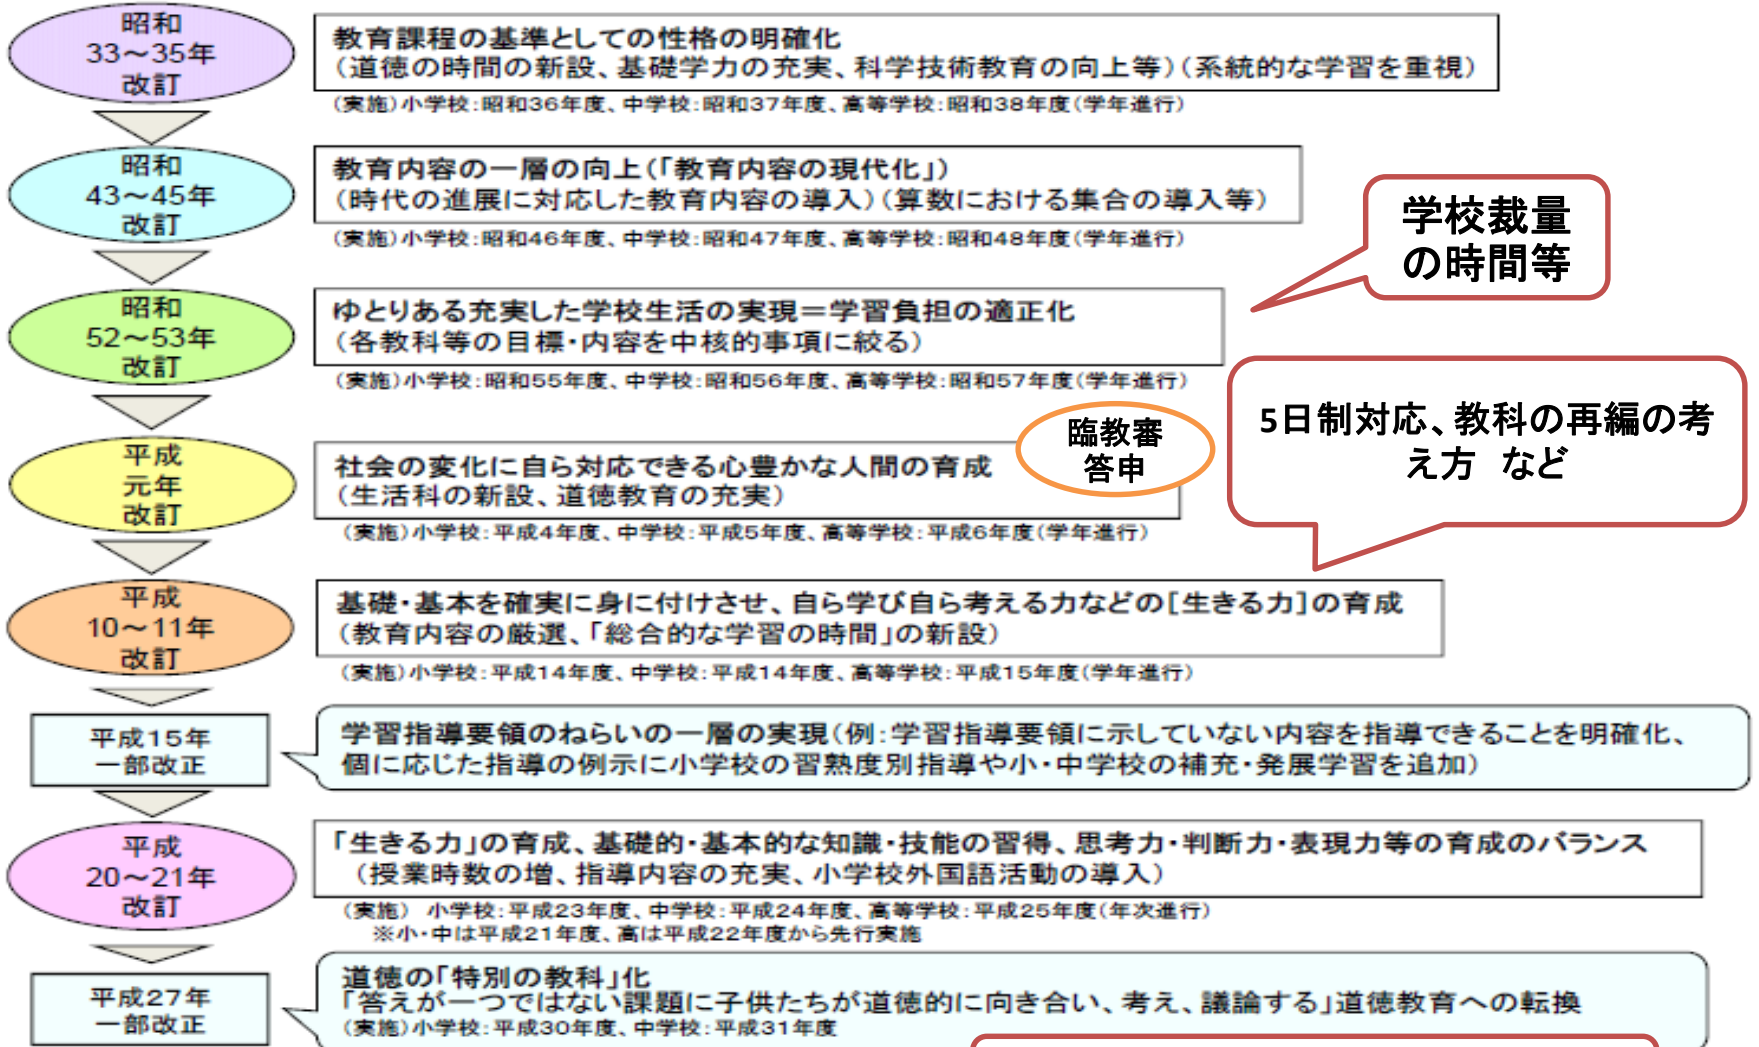 昭和
33～35年
改訂
教育課程の基準としての性格の明確化
（道徳の時間の新設、基礎学力の充実、科学技術教育の向上等）（系統的な学習を重視）
（実施）小学校：昭和36年度、中学校：昭和37年度、高等学校：昭和38年度（学年進行）
昭和
43～45年
改訂
教育内容の一層の向上（「教育内容の現代化」）
（時代の進展に対応した教育内容の導入）（算数における集合の導入等）
（実施）小学校：昭和46年度、中学校：昭和47年度、高等学校：昭和48年度（学年進行）
学校裁量
の時間等
昭和
52～53年
改訂
ゆとりある充実した学校生活の実現＝学習負担の適正化
（各教科等の目標・内容を中核的事項に絞る）
（実施）小学校：昭和55年度、中学校：昭和56年度、高等学校：昭和57年度（学年進行）
臨教審
答申
5日制対応、教科の再編の考
え方　など
平成
元年
改訂
社会の変化に自ら対応できる心豊かな人間の育成
（生活科の新設、道徳教育の充実）
（実施）小学校：平成4年度、中学校：平成5年度、高等学校：平成6年度（学年進行）
平成
10～11年
改訂
基礎・基本を確実に身に付けさせ、自ら学び自ら考える力などの［生きる力］の育成
（教育内容の厳選、「総合的な学習の時間」の新設）
（実施）小学校：平成14年度、中学校：平成14年度、高等学校：平成15年度（学年進行）
平成15年
一部改正
学習指導要領のねらいの一層の実現（例：学習指導要領に示していない内容を指導できることを明確化、
個に応じた指導の例示に小学校の習熟度別指導や小・中学校の補充・発展学習を追加）
平成
20～21年
改訂
「生きる力」の育成、基礎的・基本的な知識・技能の習得、思考力・判断力・表現力等の育成のバランス
（授業時数の増、指導内容の充実、小学校外国語活動の導入）
（実施）　小学校：平成23年度、中学校：平成24年度、高等学校：平成25年度（年次進行）
※小・中は平成21年度、高は平成22年度から先行実施
平成27年
一部改正
道徳の「特別の教科」化
「答えが一つではない課題に子供たちが道徳的に向き合い、考え、議論する」道徳教育への転換
（実施）小学校：平成30年度、中学校：平成31年度